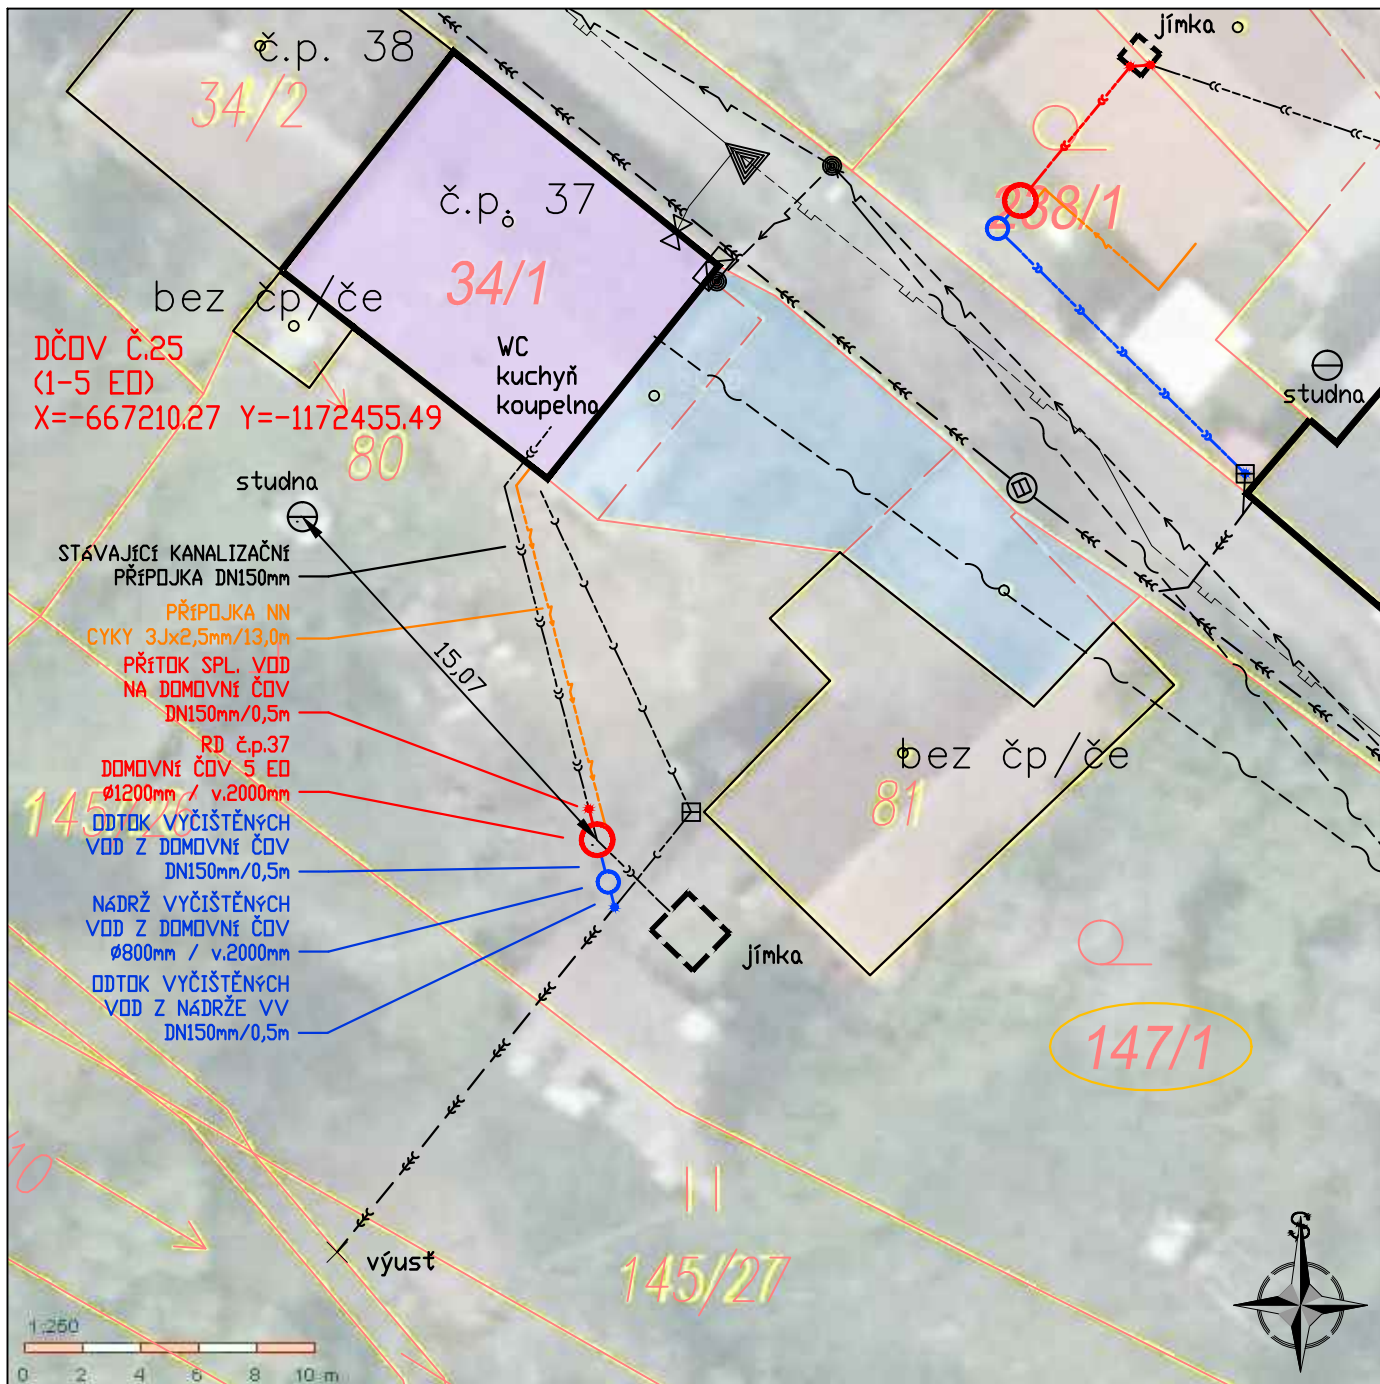 jímka
č.p. 38
34/2
238/1
č.p. 37
34/1
bez čp/če
DČOV Č.25
(1-5 EO)
X=-667210.27 Y=-1172455.49
WC
kuchyň
koupelna
studna
80
studna
STÁVAJÍCÍ KANALIZAČNÍ
PŘÍPOJKA DN150mm
PŘÍPOJKA NN
CYKY 3Jx2,5mm/13,0m
PŘÍTOK SPL. VOD
NA DOMOVNÍ ČOV
DN150mm/0,5m
15,07
RD č.p.37
DOMOVNÍ ČOV 5 EO
Ø1200mm / v.2000mm
bez čp/če
81
145/26
ODTOK VYČIŠTĚNÝCH
VOD Z DOMOVNÍ ČOV
DN150mm/0,5m
NÁDRŽ VYČIŠTĚNÝCH
VOD Z DOMOVNÍ ČOV
Ø800mm / v.2000mm
jímka
ODTOK VYČIŠTĚNÝCH
VOD Z NÁDRŽE VV
DN150mm/0,5m
147/1
/10
výusť
145/27
S
1:250
0 2 4 6 8 10 m